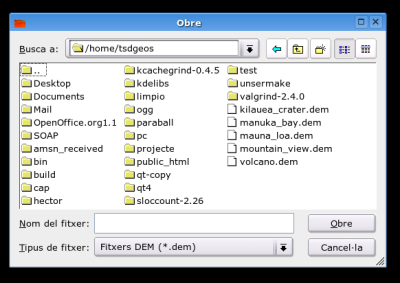 Obre
Busca a: /home/tsdgeos
..
Desktop
Documents
Mail
OpenOffice.org1.1
SOAP
amsn_received
bin
build
cap
hector
kcachegrind-0.4.5
kdelibs
limpio
ogg
paraball
pc
projecte
public_html
qt-copy
qt4
sloccount-2.26
test
unsermake
valgrind-2.4.0
kilauea_crater.dem
manuka_bay.dem
mauna_loa.dem
mountain_view.dem
volcano.dem
Nom del fitxer: Obre
Tipus de fitxer: Fitxers DEM (*.dem) Cancel·la